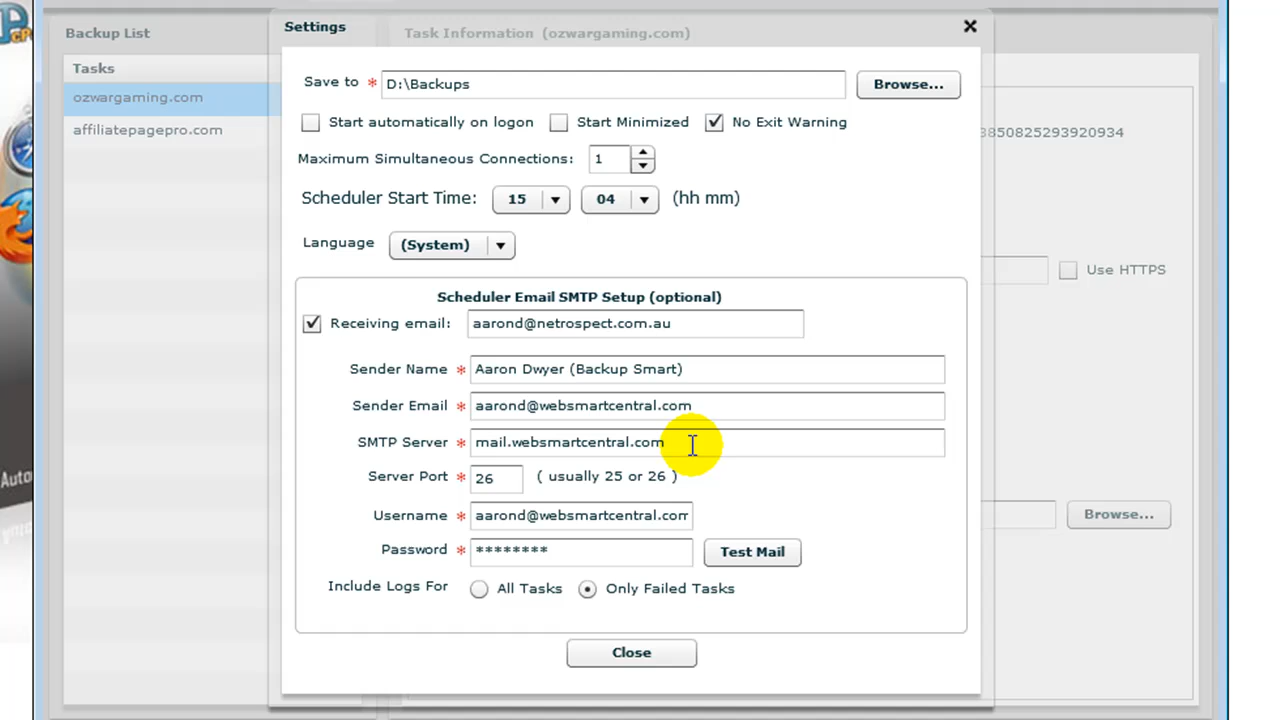 Backup List
Settings
Task Information (ozwargaming.com)
Tasks
ozwargaming.com
affiliatepagepro.com
Save to * D:\Backups Browse...
Start automatically on logon Start Minimized No Exit Warning
3850825293920934
Maximum Simultaneous Connections: 1
Scheduler Start Time: 15 04 (hh mm)
Language (System)
Use HTTPS
Scheduler Email SMTP Setup (optional)
Receiving email: aarond@netrospect.com.au
Sender Name * Aaron Dwyer (Backup Smart)
Sender Email * aarond@websmartcentral.com
SMTP Server * mail.websmartcentral.com
Server Port * 26 ( usually 25 or 26 )
Username * aarond@websmartcentral.com
Browse...
Password * ******** Test Mail
Include Logs For All Tasks Only Failed Tasks
Close